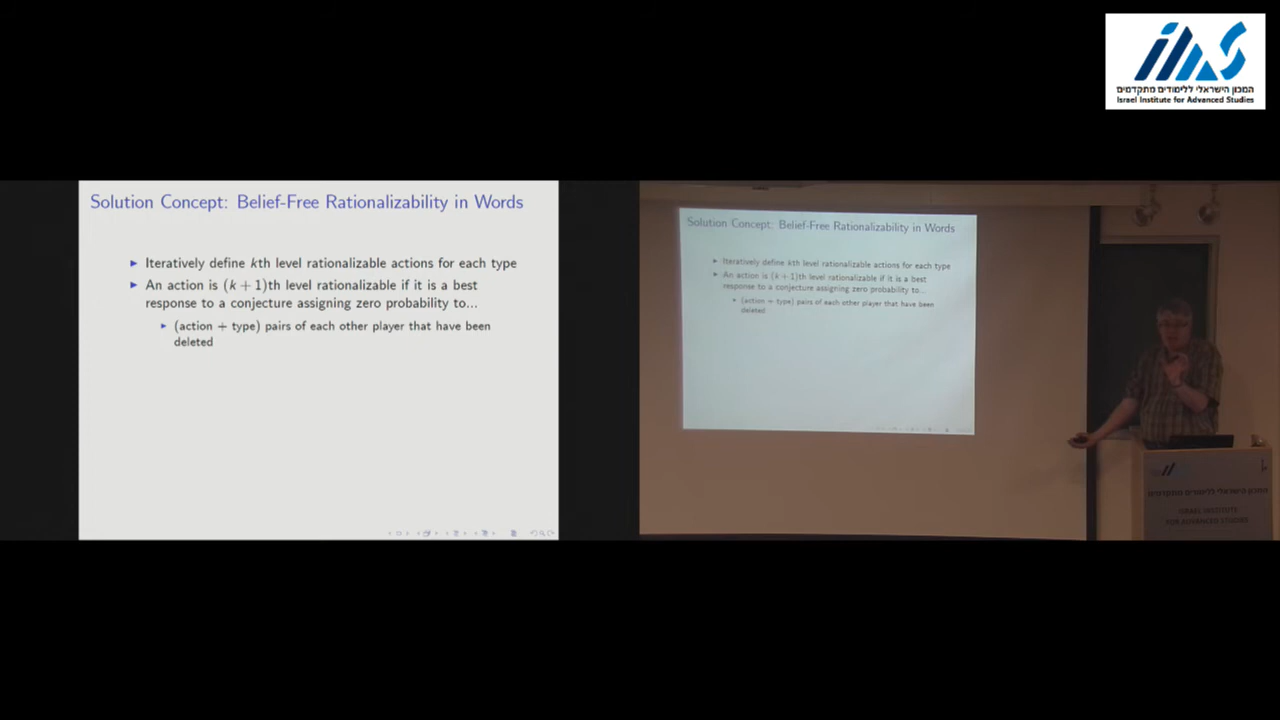 המכון הישראלי ללימודים מתקדמים
Israel Institute for Advanced Studies
Solution Concept: Belief-Free Rationalizability in Words
▶ Iteratively define kth level rationalizable actions for each type
▶ An action is (k + 1)th level rationalizable if it is a best
response to a conjecture assigning zero probability to...
▶ (action + type) pairs of each other player that have been
deleted
Solution Concept: Belief-Free Rationalizability in Words
▶ Iteratively define kth level rationalizable actions for each type
▶ An action is (k + 1)th level rationalizable if it is a best
response to a conjecture assigning zero probability to...
▶ (action + type) pairs of each other player that have been
deleted
המכון הישראלי ללימודים מתקדמים
ISRAEL INSTITUTE
FOR ADVANCED STUDIES